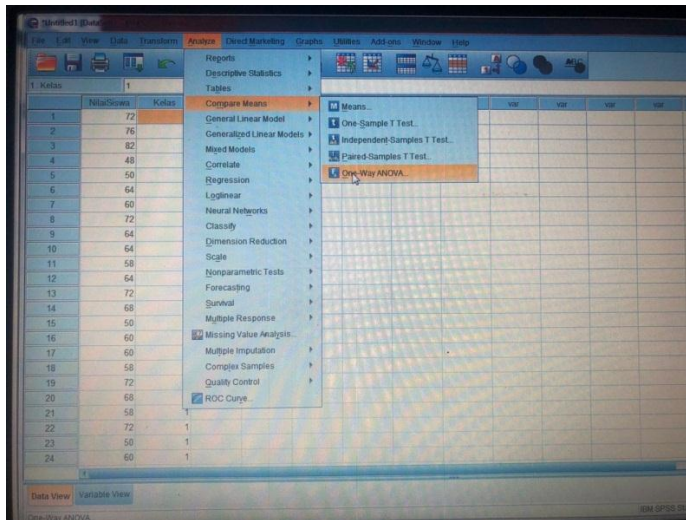 *Untitled1 [Data
File Edit View Data Transform Analyze Direct Marketing Graphs Utilities Add-ons Window Help
1: Kelas 1
NilaiSiswa Kelas var var var var
1 72
2 76
3 82
4 48
5 50
6 64
7 60
8 72
9 64
10 64
11 58
12 64
13 72
14 68
15 50
16 60
17 60
18 58
19 72
20 68
21 58 1
22 72 1
23 50 1
24 60 1
Reports
Descriptive Statistics
Tables
Compare Means
General Linear Model
Generalized Linear Models
Mixed Models
Correlate
Regression
Loglinear
Neural Networks
Classify
Dimension Reduction
Scale
Nonparametric Tests
Forecasting
Survival
Multiple Response
Missing Value Analysis...
Multiple Imputation
Complex Samples
Quality Control
ROC Curve...
Means...
One-Sample T Test...
Independent-Samples T Test...
Paired-Samples T Test...
One-Way ANOVA...
Data View Variable View
One-Way ANOVA...
IBM SPSS